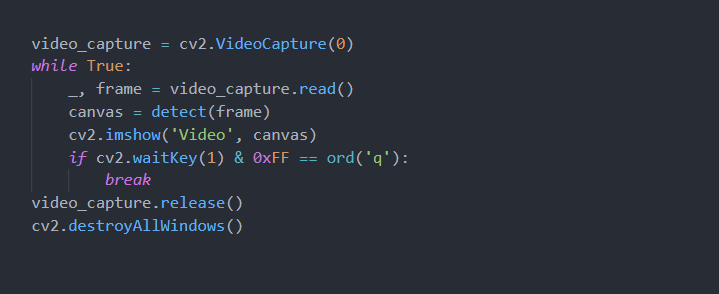 video_capture = cv2.VideoCapture(0)
while True:
    _, frame = video_capture.read()
    canvas = detect(frame)
    cv2.imshow('Video', canvas)
    if cv2.waitKey(1) & 0xFF == ord('q'):
        break
video_capture.release()
cv2.destroyAllWindows()